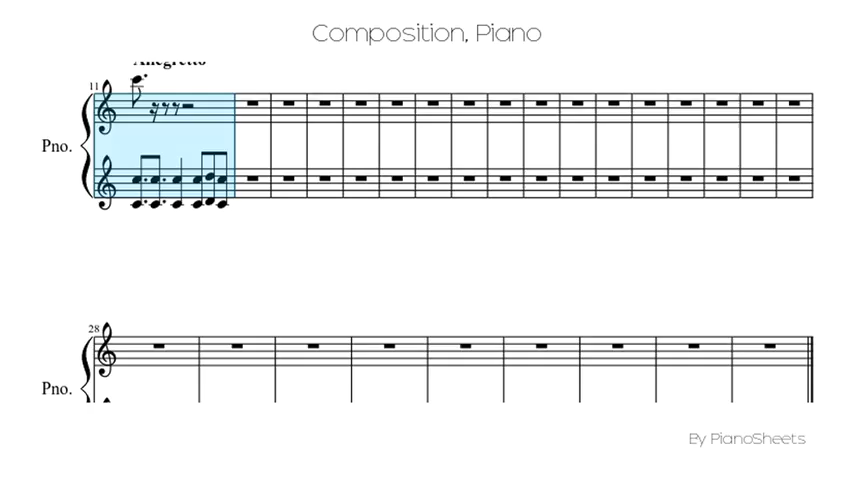 Composition, Piano
Allegretto
11
Pno.
28
Pno.
By PianoSheets